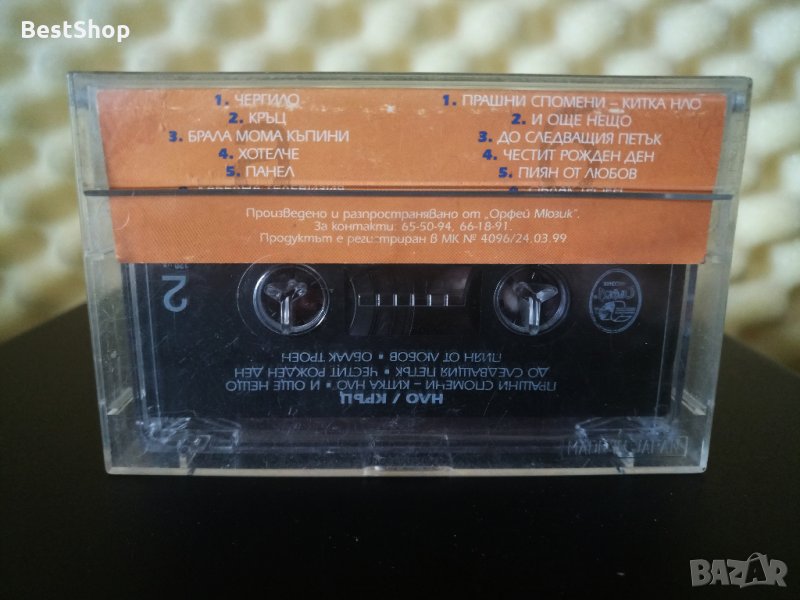 BestShop
1. ЧЕРГИЛО
2. КРЪЦ
3. БРАЛА МОМА КЪПИНИ
4. ХОТЕЛЧЕ
5. ПАНЕЛ
1. ПРАШНИ СПОМЕНИ – КИТКА НЛО
2. И ОЩЕ НЕЩО
3. ДО СЛЕДВАЩИЯ ПЕТЪК
4. ЧЕСТИТ РОЖДЕН ДЕН
5. ПИЯН ОТ ЛЮБОВ
Произведено и разпространявано от „Орфей Мюзик".
За контакти: 65-50-94, 66-18-91.
Продуктът е регистриран в МК № 4096/24.03.99
2
НЛО / КРЪЦ
ПРАШНИ СПОМЕНИ – КИТКА НЛО • И ОЩЕ НЕЩО
ДО СЛЕДВАЩИЯ ПЕТЪК • ЧЕСТИТ РОЖДЕН ДЕН
ПИЯН ОТ ЛЮБОВ • ОБЛАК ТРОЕН
BAZAR